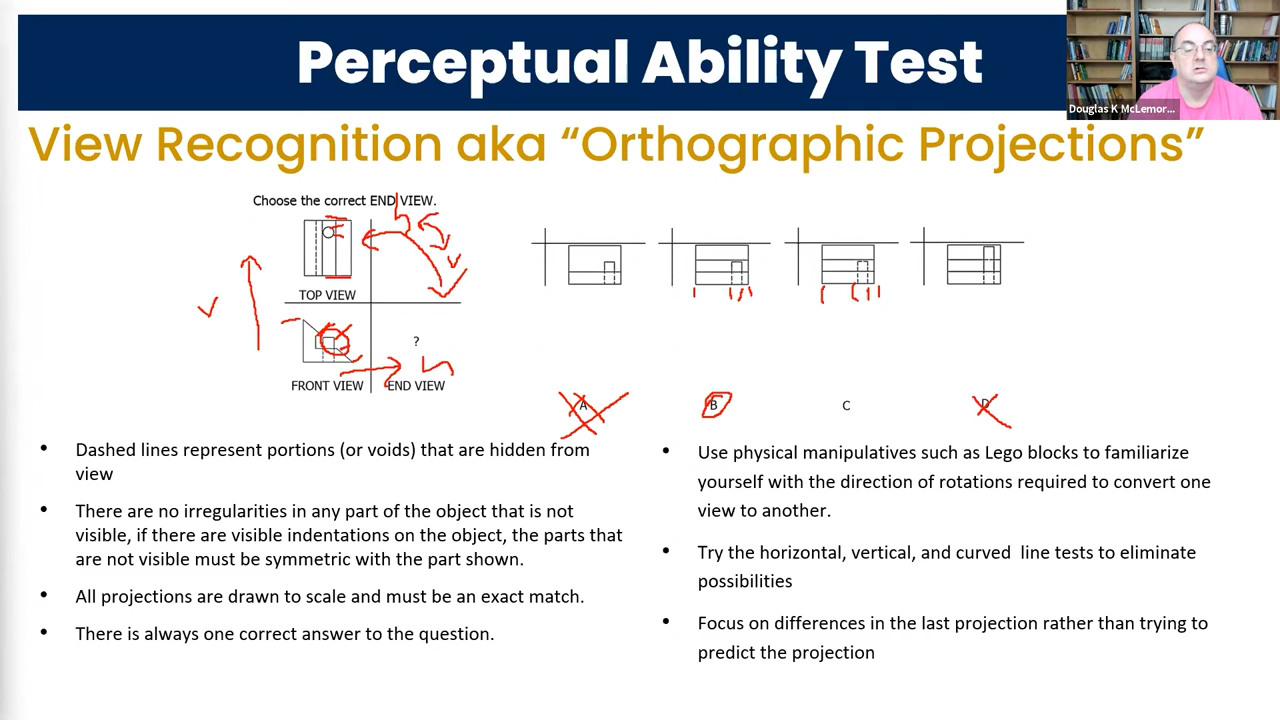 Perceptual Ability Test
Douglas K McLemor...
View Recognition aka “Orthographic Projections”
Choose the correct END VIEW.
TOP VIEW
?
FRONT VIEW
END VIEW
A
B
C
D
• Dashed lines represent portions (or voids) that are hidden from
view
• There are no irregularities in any part of the object that is not
visible, if there are visible indentations on the object, the parts that
are not visible must be symmetric with the part shown.
• All projections are drawn to scale and must be an exact match.
• There is always one correct answer to the question.
• Use physical manipulatives such as Lego blocks to familiarize
yourself with the direction of rotations required to convert one
view to another.
• Try the horizontal, vertical, and curved  line tests to eliminate
possibilities
• Focus on differences in the last projection rather than trying to
predict the projection